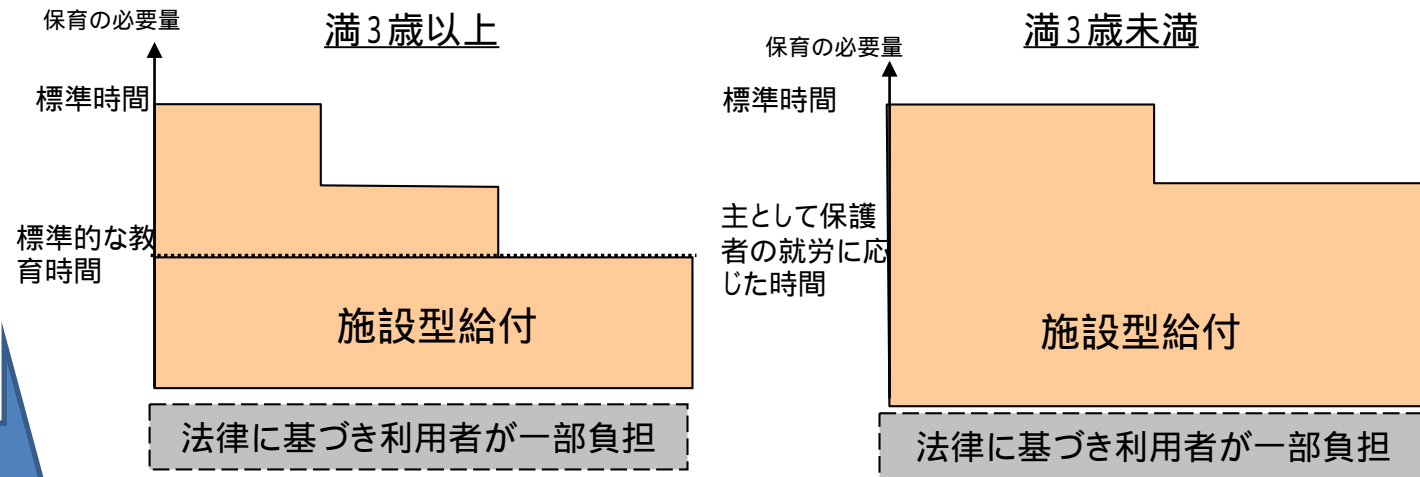 保育の必要量
満3歳以上
標準時間
標準的な教
育時間
施設型給付
法律に基づき利用者が一部負担
満3歳未満
保育の必要量
標準時間
主として保護
者の就労に応
じた時間
施設型給付
法律に基づき利用者が一部負担